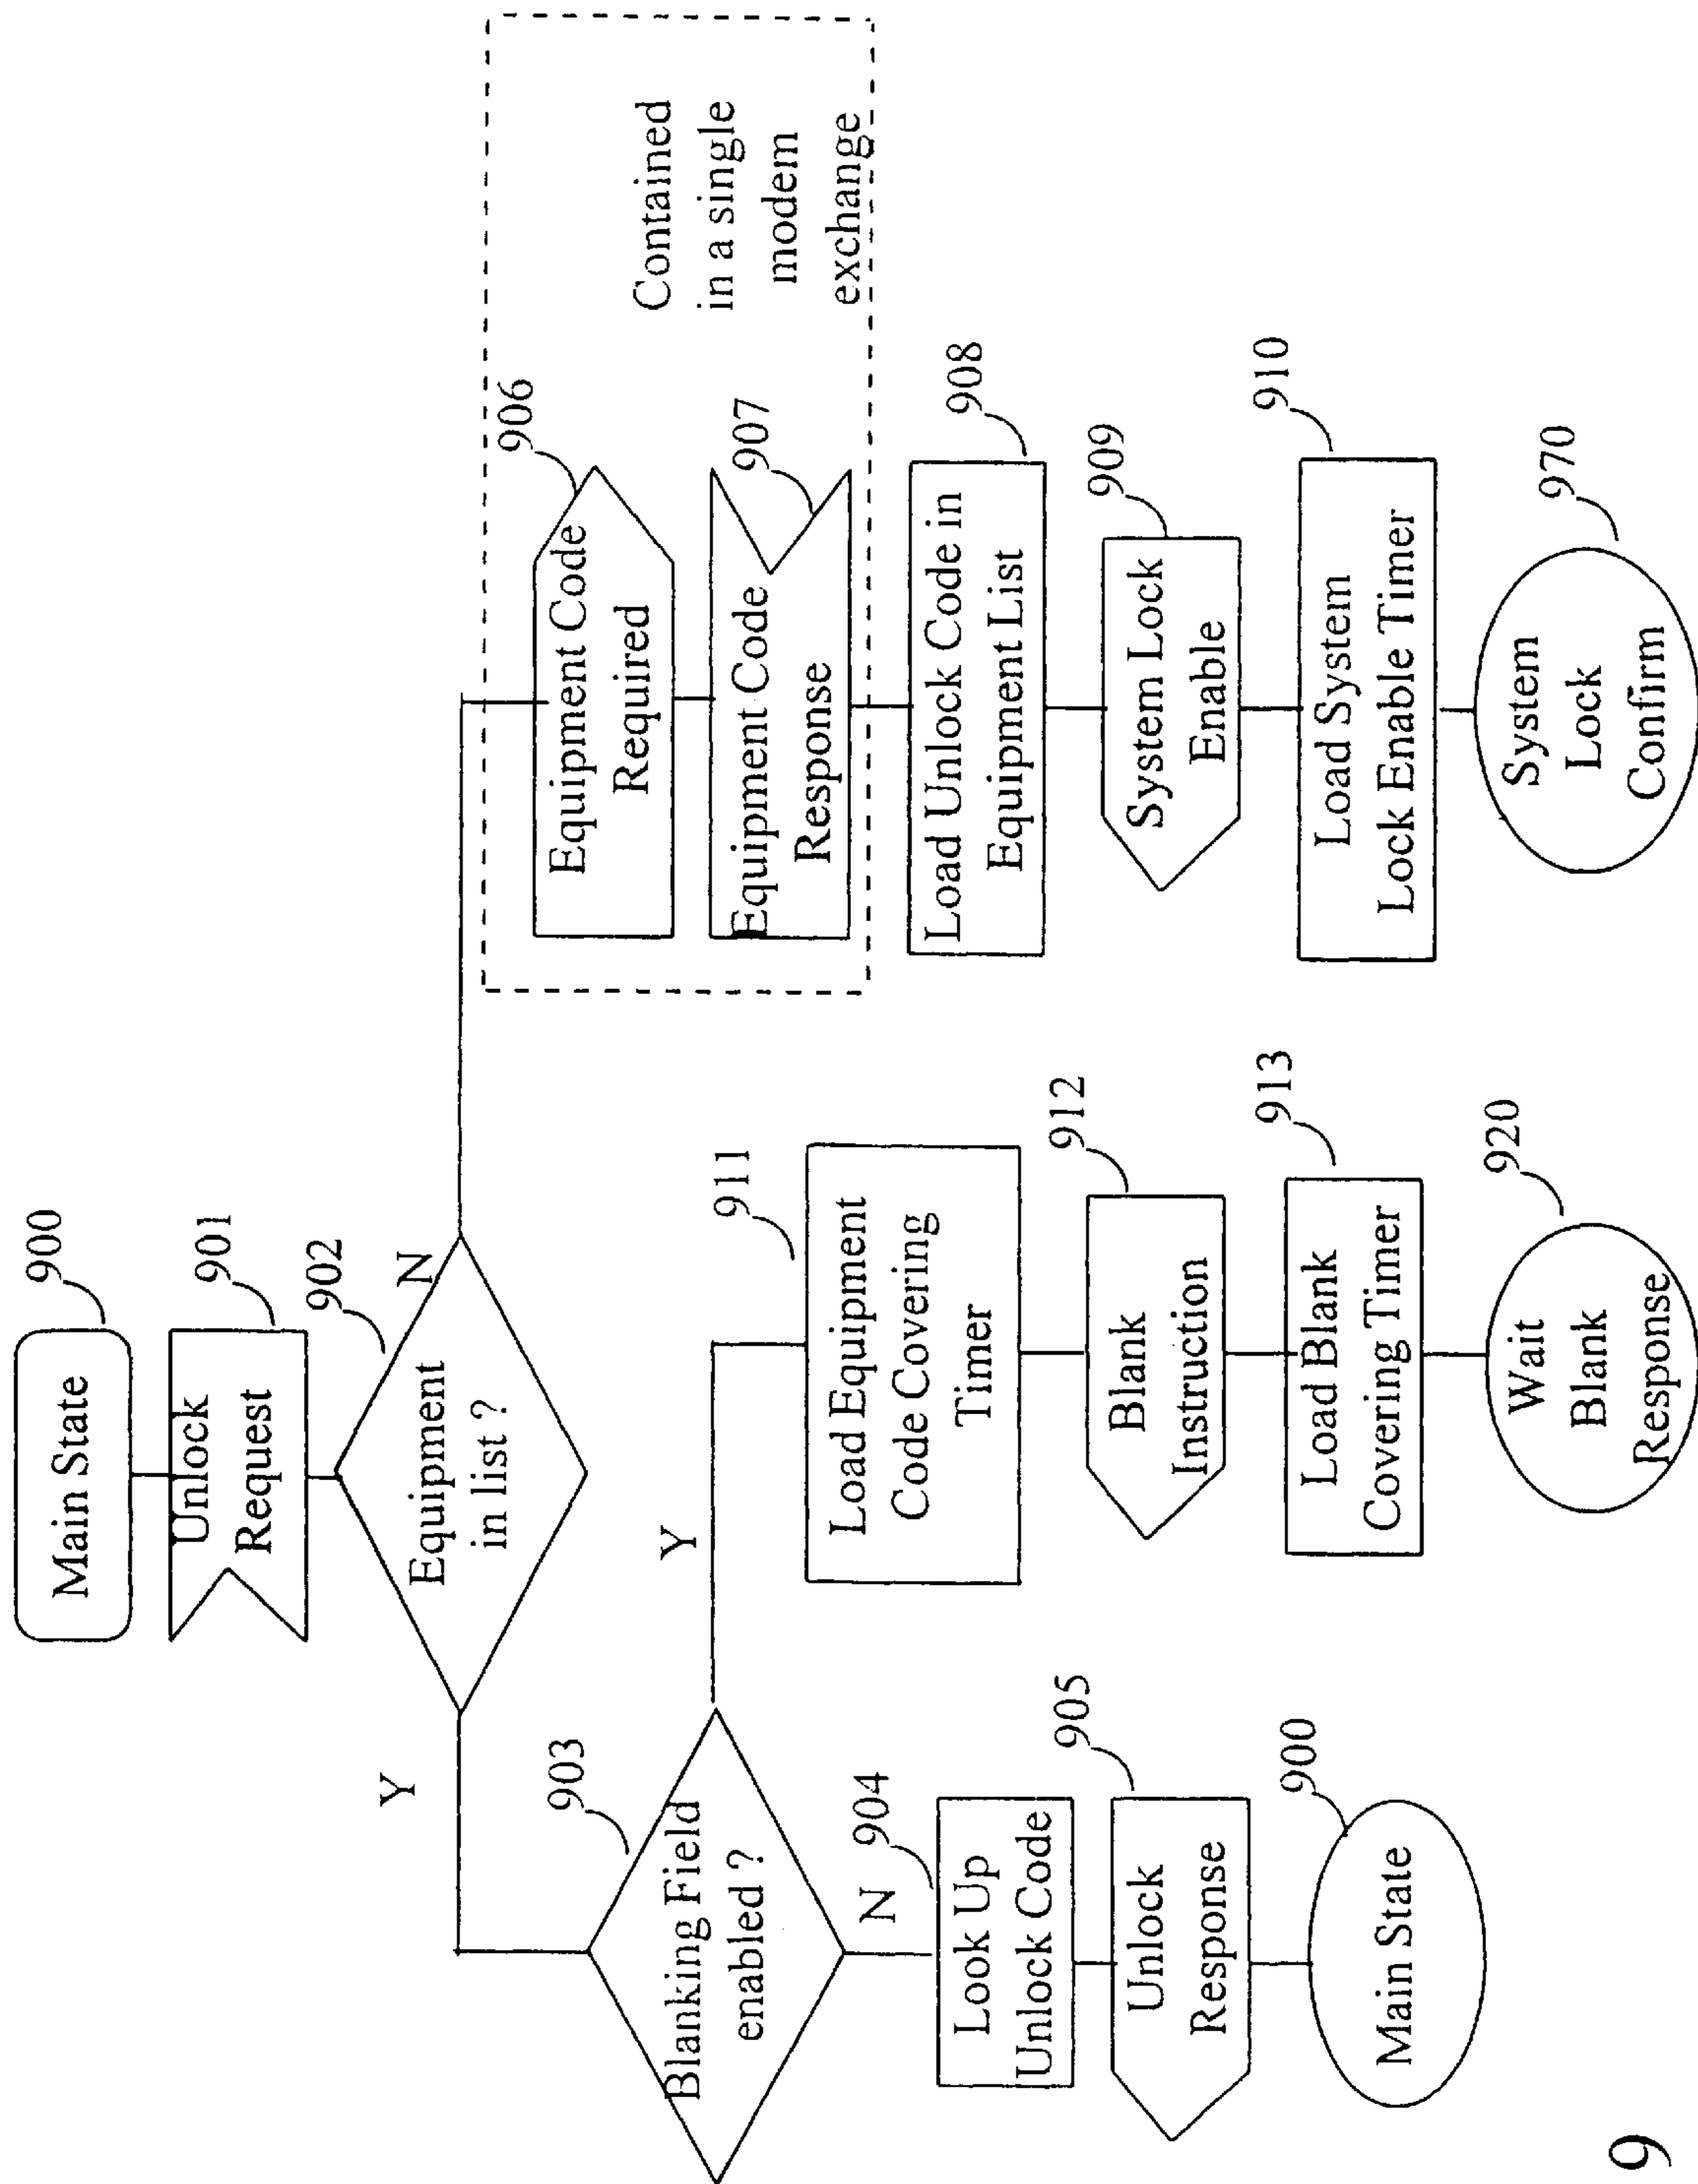 Main State
900
Unlock
Request
901
Equipment
in list ?
902
Y
N
Blanking Field
enabled ?
903
N
Y
Look Up
Unlock Code
904
Unlock
Response
905
Main State
900
Load Equipment
Code Covering
Timer
911
Blank
Instruction
912
Load Blank
Covering Timer
913
Wait
Blank
Response
920
Equipment Code
Required
906
Equipment Code
Response
907
Contained
in a single
modem
exchange
Load Unlock Code in
Equipment List
908
System Lock
Enable
909
Load System
Lock Enable Timer
910
System
Lock
Confirm
970
9